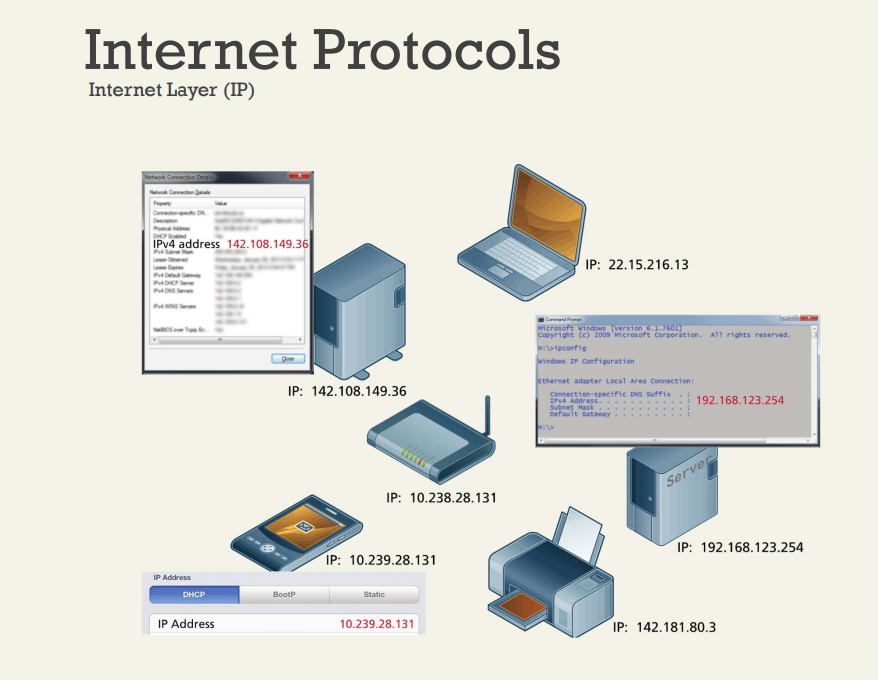 Internet Protocols
Internet Layer (IP)
Network Connection Details
Network Connection Details:
Property Value
Connection-specific DN...
Description
Physical Address
DHCP Enabled
IPv4 address 142.108.149.36
IPv4 Subnet Mask
Lease Obtained
Lease Expires
IPv4 Default Gateway
IPv4 DHCP Server
IPv4 DNS Servers
IPv4 WINS Servers
NetBIOS over Tcpip En...
Close
IP: 142.108.149.36
IP: 22.15.216.13
Command Prompt
Microsoft Windows [Version 6.1.7601]
Copyright (c) 2009 Microsoft Corporation. All rights reserved.
H:\>ipconfig
Windows IP Configuration
Ethernet adapter Local Area Connection:
Connection-specific DNS Suffix . :
IPv4 Address. . . . . . . . . . . : 192.168.123.254
Subnet Mask . . . . . . . . . . . :
Default Gateway . . . . . . . . . :
H:\>
Server
IP: 192.168.123.254
IP: 10.238.28.131
IP: 10.239.28.131
IP Address
DHCP BootP Static
IP Address 10.239.28.131
IP: 142.181.80.3